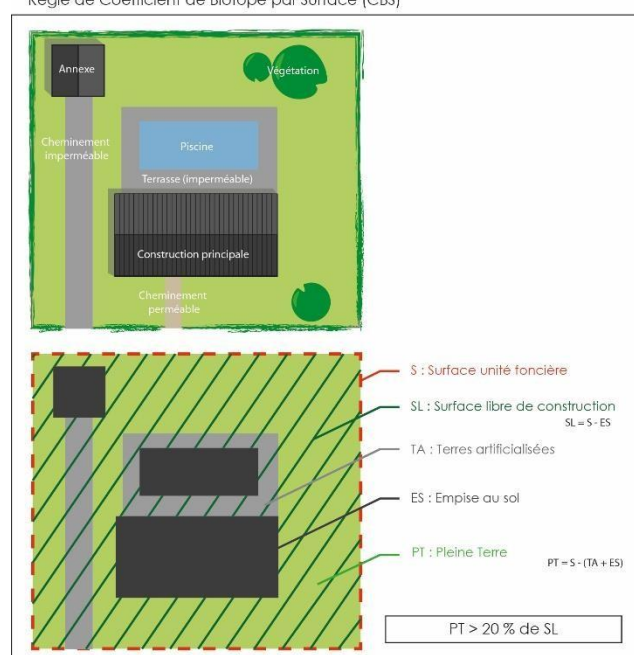 Règle de Coefficient de Biotope par Surface (CBS)
Annexe
Végétation
Cheminement
imperméable
Piscine
Terrasse (imperméable)
Construction principale
Cheminement
perméable
S : Surface unité foncière
SL : Surface libre de construction
SL = S - ES
TA : Terres artificialisées
ES : Empise au sol
PT : Pleine Terre
PT = S - (TA + ES)
PT > 20 % de SL